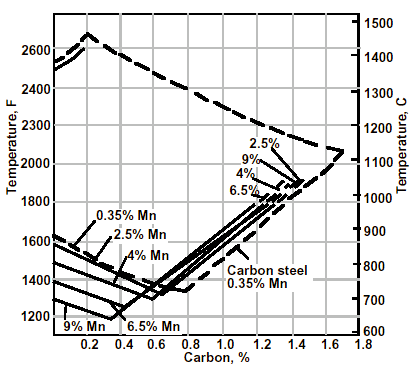 Temperature, F
2600
2400
2300
2000
1800
1600
1400
1200
1500
1400
1300
1200
1100
1000
900
800
700
600
Temperature, C
2.5%
9%
4%
6.5%
0.35% Mn
2.5% Mn
4% Mn
Carbon steel
0.35% Mn
9% Mn
6.5% Mn
0.2 0.4 0.6 0.8 1.0 1.2 1.4 1.6 1.8
Carbon, %